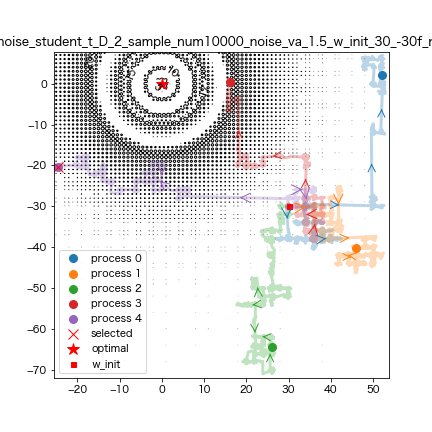 noise_student_t_D_2_sample_num10000_noise_va_1.5_w_init_30_-30f_r
0
−10
−20
−30
−40
−50
−60
−70
−20
−10
0
10
20
30
40
50
process 0
process 1
process 2
process 3
process 4
selected
optimal
w_init